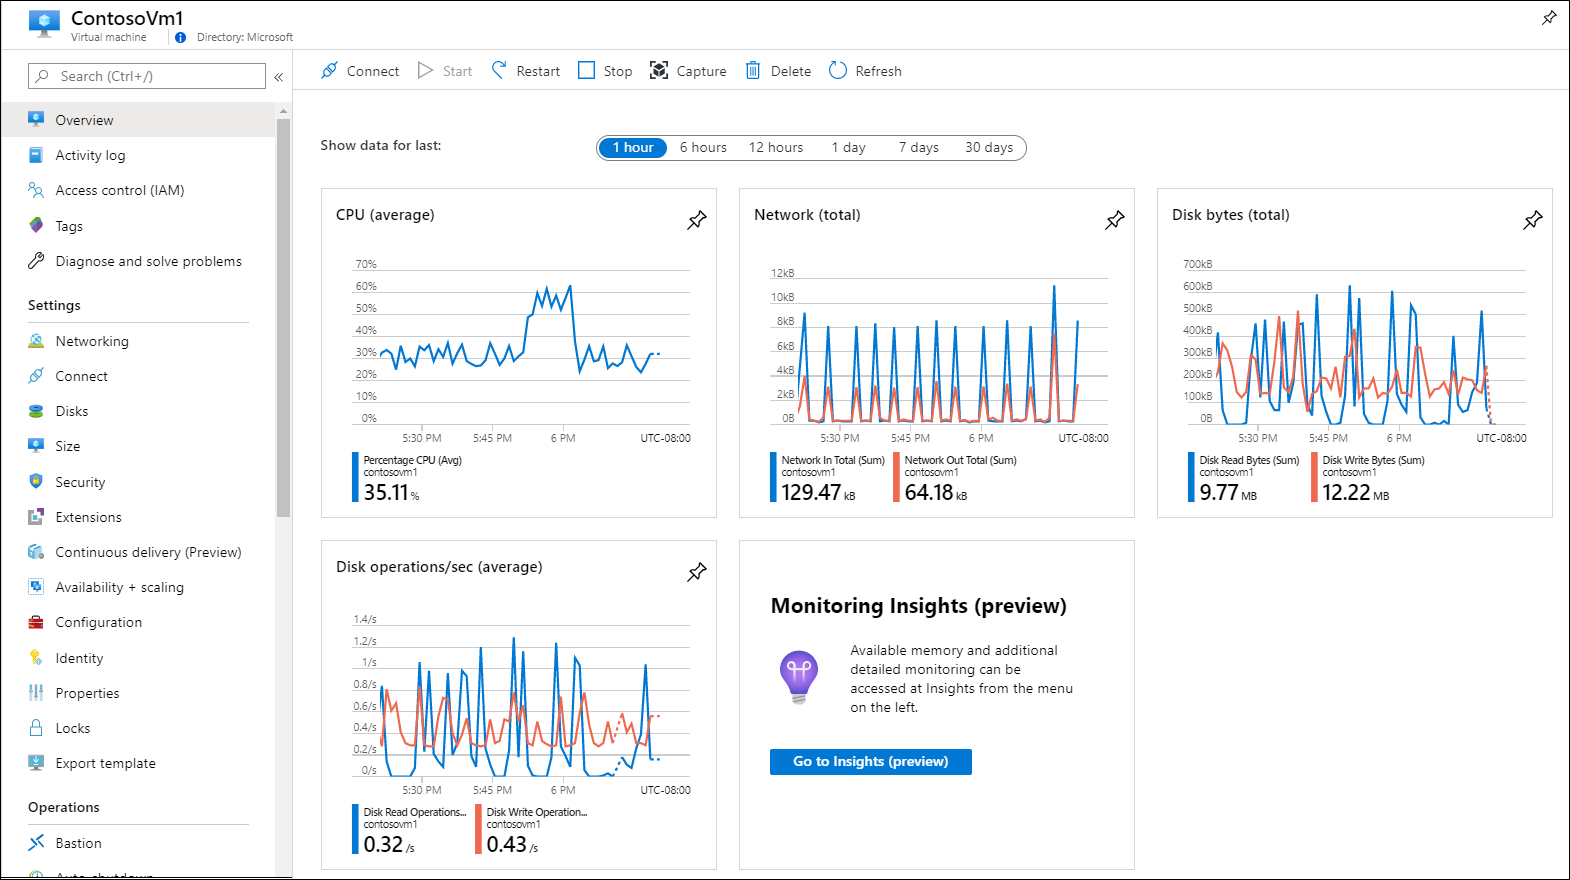 ContosoVm1
Virtual machine
Directory: Microsoft
Search (Ctrl+/)
«
Overview
Activity log
Access control (IAM)
Tags
Diagnose and solve problems
Settings
Networking
Connect
Disks
Size
Security
Extensions
Continuous delivery (Preview)
Availability + scaling
Configuration
Identity
Properties
Locks
Export template
Operations
Bastion
Auto-shutdown
Connect
Start
Restart
Stop
Capture
Delete
Refresh
Show data for last:
1 hour
6 hours
12 hours
1 day
7 days
30 days
CPU (average)
70%
60%
50%
40%
30%
20%
10%
0%
5:30 PM
5:45 PM
6 PM
UTC-08:00
Percentage CPU (Avg)
contosovm1
35.11 %
Network (total)
12kB
10kB
8kB
6kB
4kB
2kB
0B
5:30 PM
5:45 PM
6 PM
UTC-08:00
Network In Total (Sum)
contosovm1
129.47 kB
Network Out Total (Sum)
contosovm1
64.18 kB
Disk bytes (total)
700kB
600kB
500kB
400kB
300kB
200kB
100kB
0B
5:30 PM
5:45 PM
6 PM
UTC-08:00
Disk Read Bytes (Sum)
contosovm1
9.77 MB
Disk Write Bytes (Sum)
contosovm1
12.22 MB
Disk operations/sec (average)
1.4/s
1.2/s
1/s
0.8/s
0.6/s
0.4/s
0.2/s
0/s
5:30 PM
5:45 PM
6 PM
UTC-08:00
Disk Read Operations...
contosovm1
0.32 /s
Disk Write Operation...
contosovm1
0.43 /s
Monitoring Insights (preview)
Available memory and additional
detailed monitoring can be
accessed at Insights from the menu
on the left.
Go to Insights (preview)